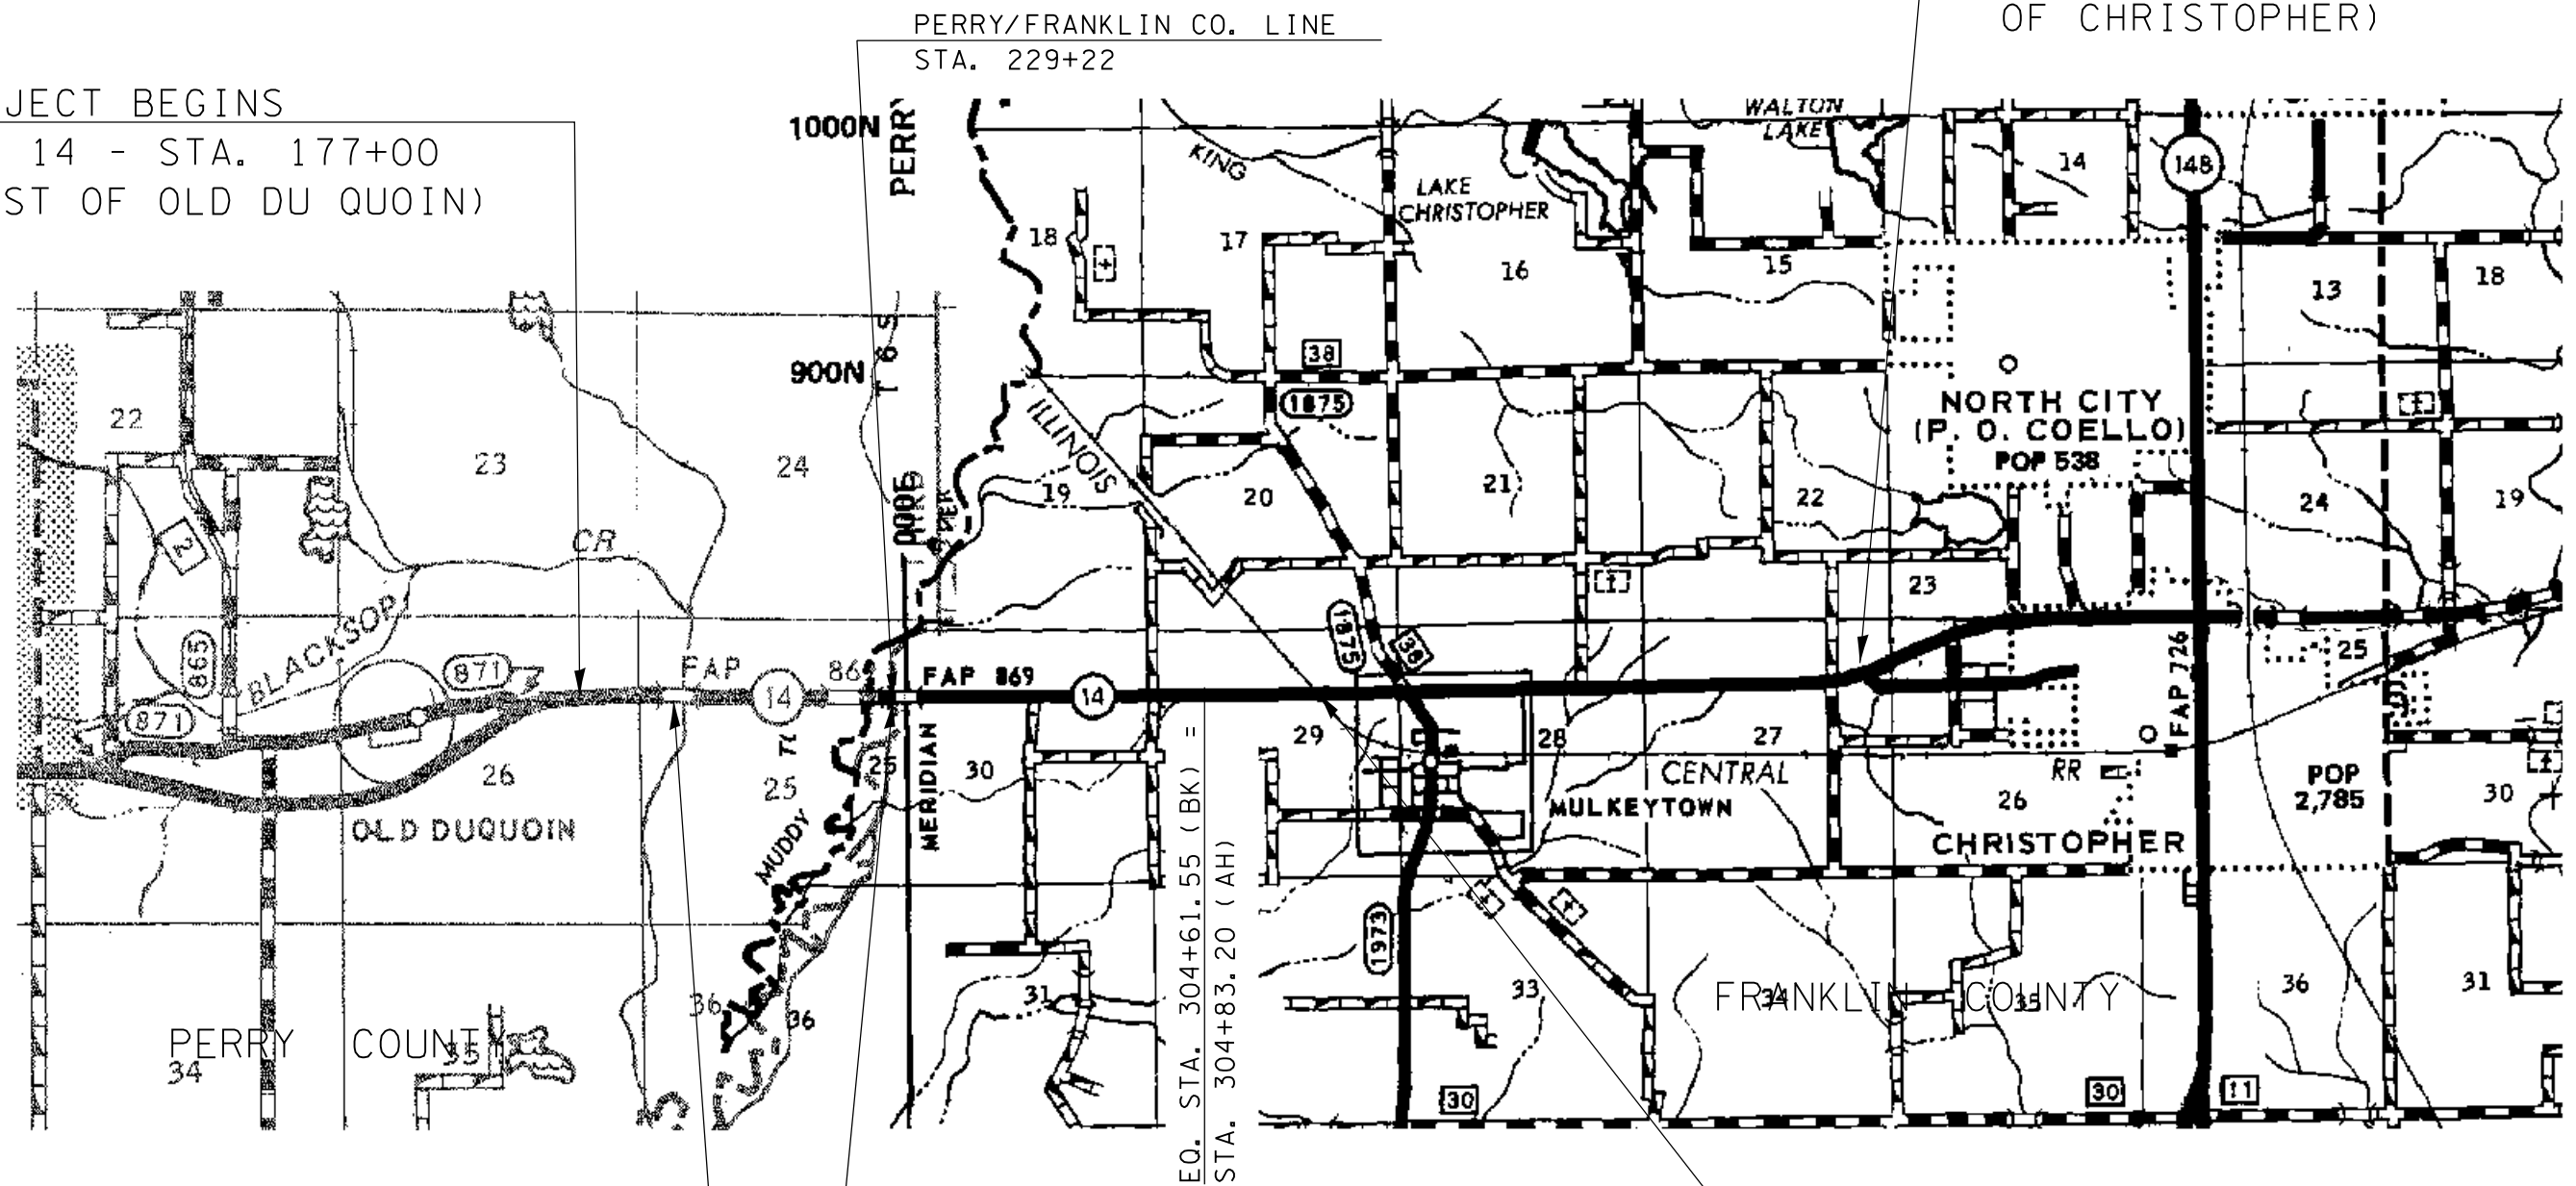 PERRY/FRANKLIN CO. LINE
STA. 229+22
OF CHRISTOPHER)
JECT BEGINS
14 - STA. 177+00
ST OF OLD DU QUOIN)
1000N
PERRY
KING
WALTON
LAKE
LAKE
CHRISTOPHER
14
148
18
17
16
15
13
18
T 6 S
900N
38
1875
ILLINOIS
NORTH CITY
(P. O. COELLO)
POP 538
22
23
24
19
20
21
22
24
19
000E
2
CR
BLACKSOP
865
23
1875
38
FAP 726
25
871
871
FAP
14
86
FAP 869
14
MERIDIAN
26
25
25
30
29
28
27
CENTRAL
MULKEYTOWN
RR
26
POP
2,785
30
CHRISTOPHER
OLD DUQUOIN
MUDDY
EQ. STA. 304+61.55 (BK) =
STA. 304+83.20 (AH)
1973
36
36
31
33
34
35
36
31
FRANKLIN COUNTY
PERRY COUNTY
35
34
30
30
11